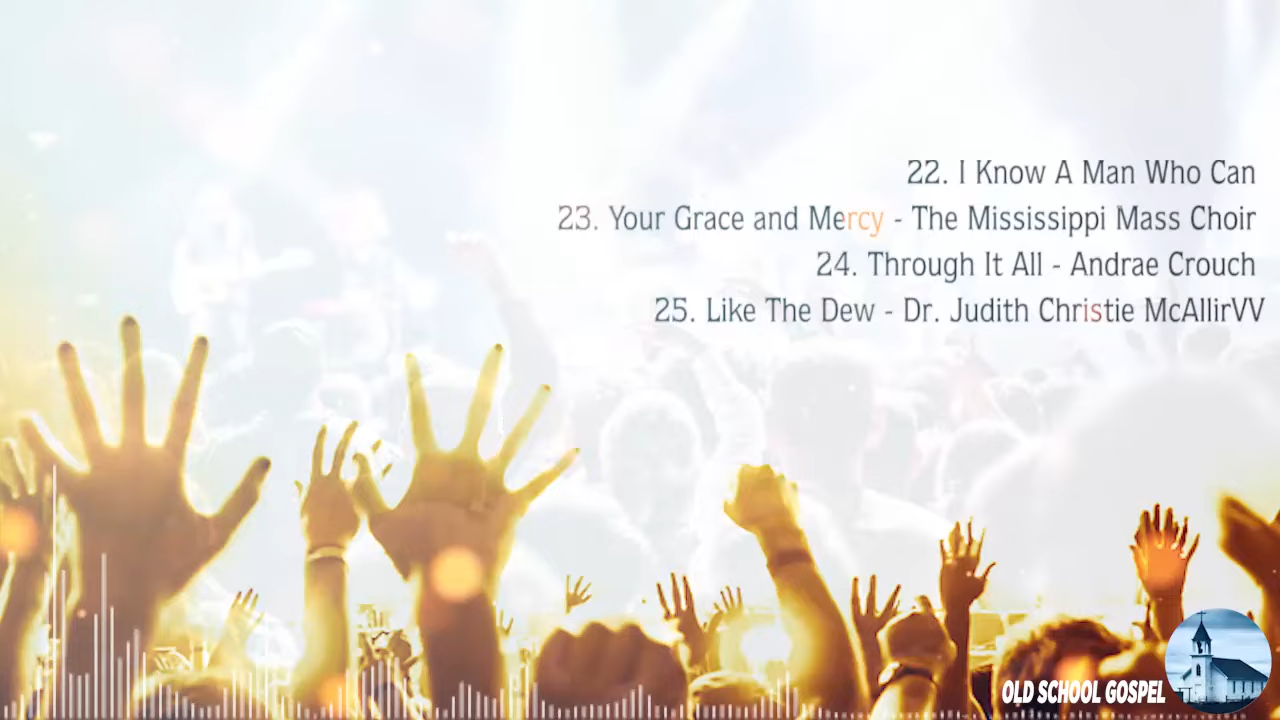 22. I Know A Man Who Can
23. Your Grace and Mercy - The Mississippi Mass Choir
24. Through It All - Andrae Crouch
25. Like The Dew - Dr. Judith Christie McAllirVV
OLD SCHOOL GOSPEL